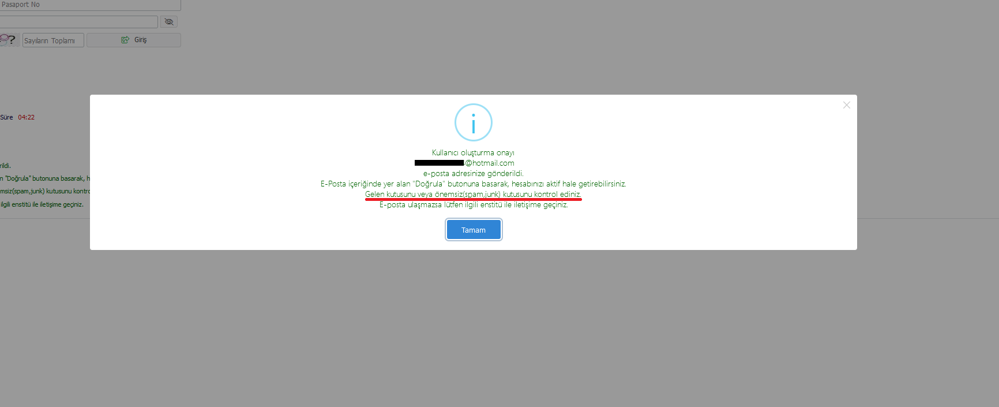 Pasaport No
?
Sayıların Toplamı
Giriş
Süre 04:22
Kullanıcı oluşturma onayı
@hotmail.com
e-posta adresinize gönderildi.
E-Posta içeriğinde yer alan "Doğrula" butonuna basarak, hesabınızı aktif hale getirebilirsiniz.
Gelen kutusunu veya önemsiz(spam,junk) kutusunu kontrol ediniz.
E-posta ulaşmazsa lütfen ilgili enstitü ile iletişime geçiniz.
Tamam
rildi.
n "Doğrula" butonuna basarak, h
msiz(spam,junk) kutusunu kontro
ilgili enstitü ile iletişime geçiniz.